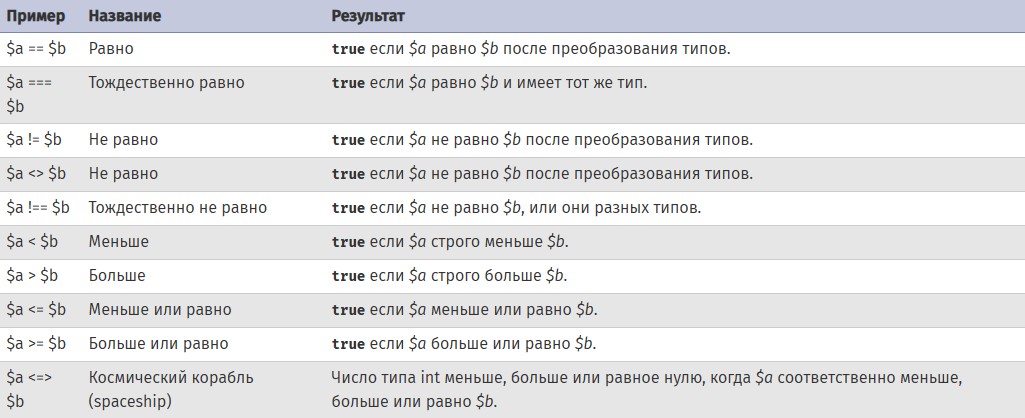 Пример Название Результат
$a == $b Равно true если $a равно $b после преобразования типов.
$a === Тождественно равно true если $a равно $b и имеет тот же тип.
$b
$a != $b Не равно true если $a не равно $b после преобразования типов.
$a <> $b Не равно true если $a не равно $b после преобразования типов.
$a !== $b Тождественно не равно true если $a не равно $b, или они разных типов.
$a < $b Меньше true если $a строго меньше $b.
$a > $b Больше true если $a строго больше $b.
$a <= $b Меньше или равно true если $a меньше или равно $b.
$a >= $b Больше или равно true если $a больше или равно $b.
$a <=> Космический корабль Число типа int меньше, больше или равное нулю, когда $a соответственно меньше,
$b (spaceship) больше или равно $b.